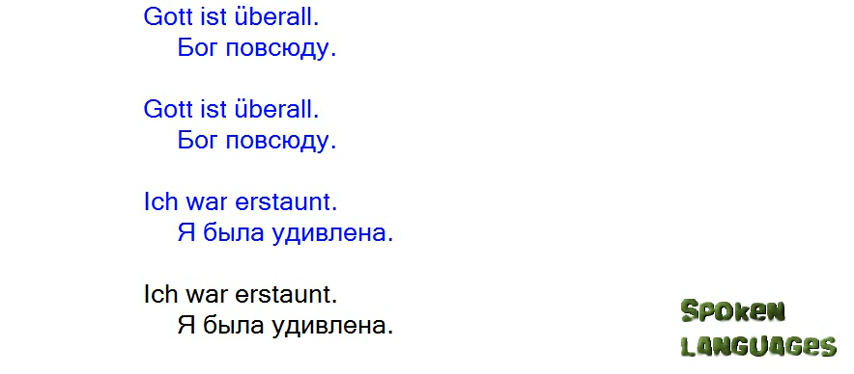 Gott ist überall.
Бог повсюду.
Gott ist überall.
Бог повсюду.
Ich war erstaunt.
Я была удивлена.
Ich war erstaunt.
Я была удивлена.
Spoken
Languages